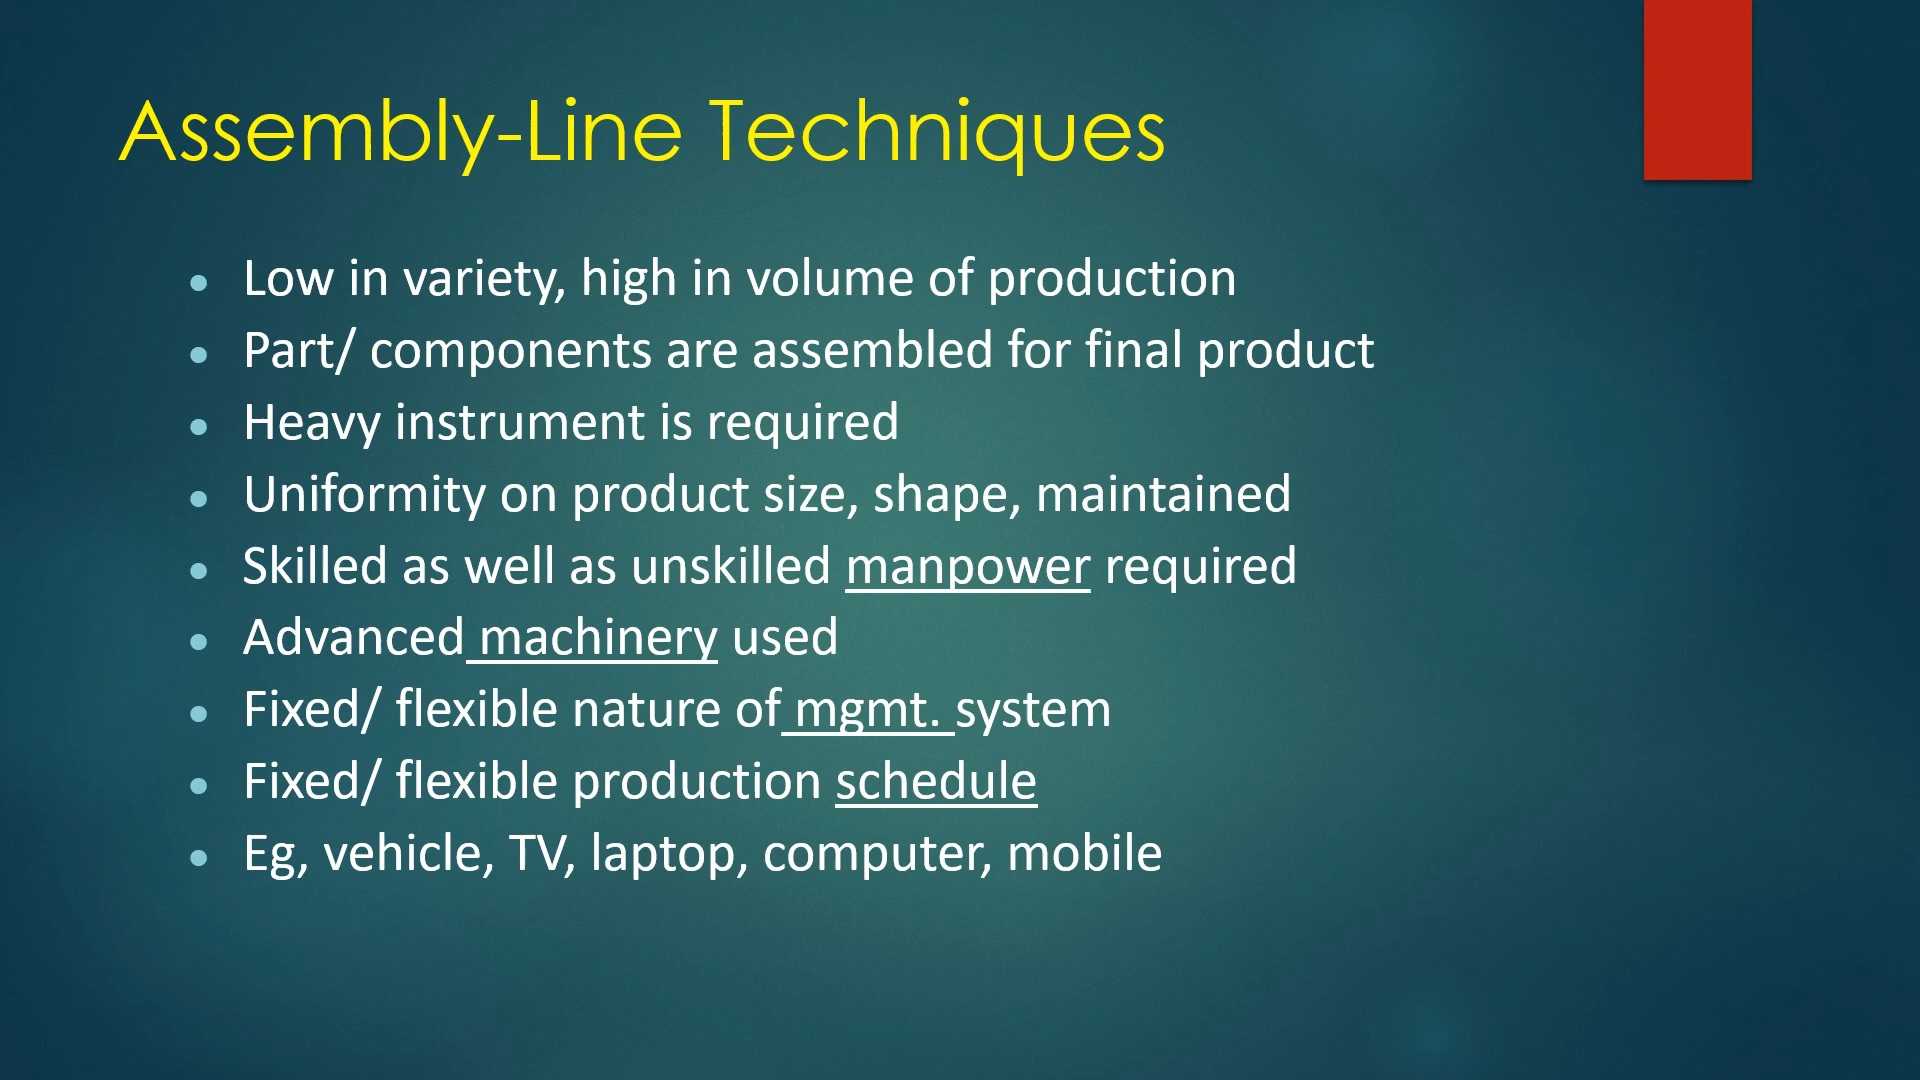 Assembly-Line Techniques
• Low in variety, high in volume of production
• Part/ components are assembled for final product
• Heavy instrument is required
• Uniformity on product size, shape, maintained
• Skilled as well as unskilled manpower required
• Advanced machinery used
• Fixed/ flexible nature of mgmt. system
• Fixed/ flexible production schedule
• Eg, vehicle, TV, laptop, computer, mobile